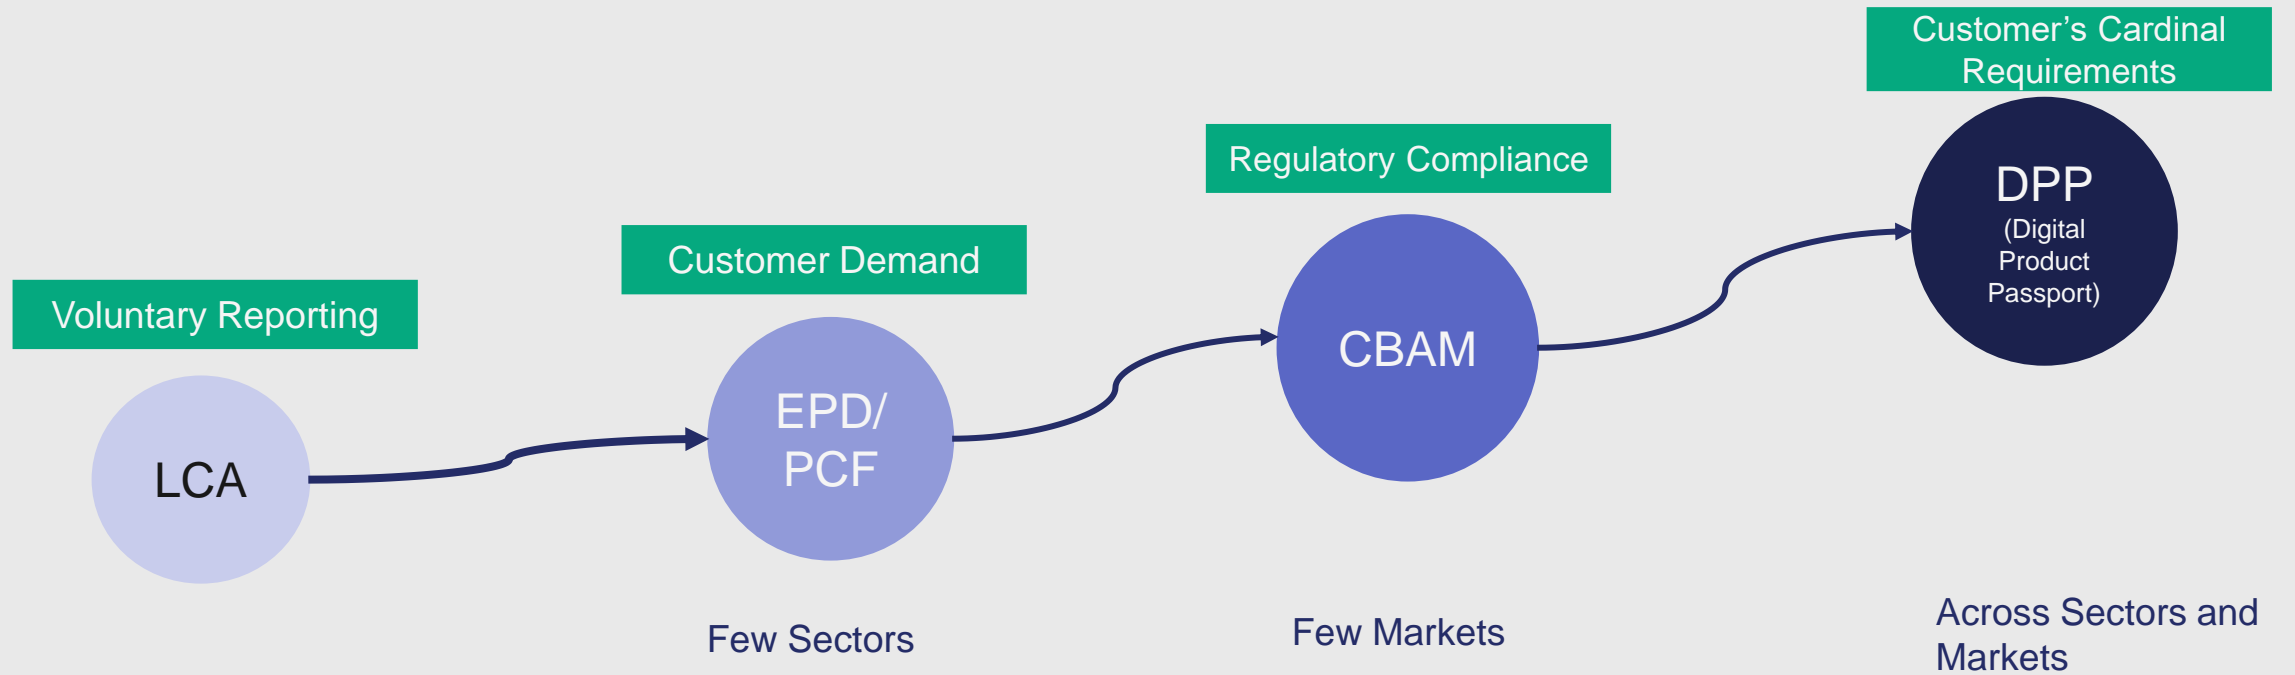 Voluntary Reporting
LCA
Customer Demand
EPD/
PCF
Few Sectors
Regulatory Compliance
CBAM
Few Markets
Customer’s Cardinal
Requirements
DPP
(Digital
Product
Passport)
Across Sectors and
Markets